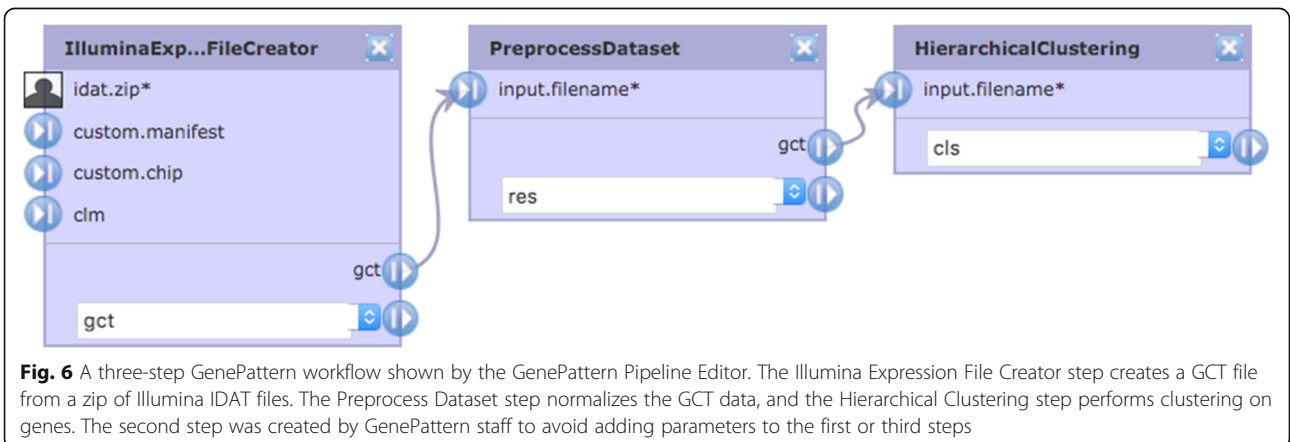 IlluminaExp...FileCreator
idat.zip*
custom.manifest
custom.chip
clm
gct
gct
PreprocessDataset
input.filename*
gct
res
HierarchicalClustering
input.filename*
cls
Fig. 6 A three-step GenePattern workflow shown by the GenePattern Pipeline Editor. The Illumina Expression File Creator step creates a GCT file
from a zip of Illumina IDAT files. The Preprocess Dataset step normalizes the GCT data, and the Hierarchical Clustering step performs clustering on
genes. The second step was created by GenePattern staff to avoid adding parameters to the first or third steps